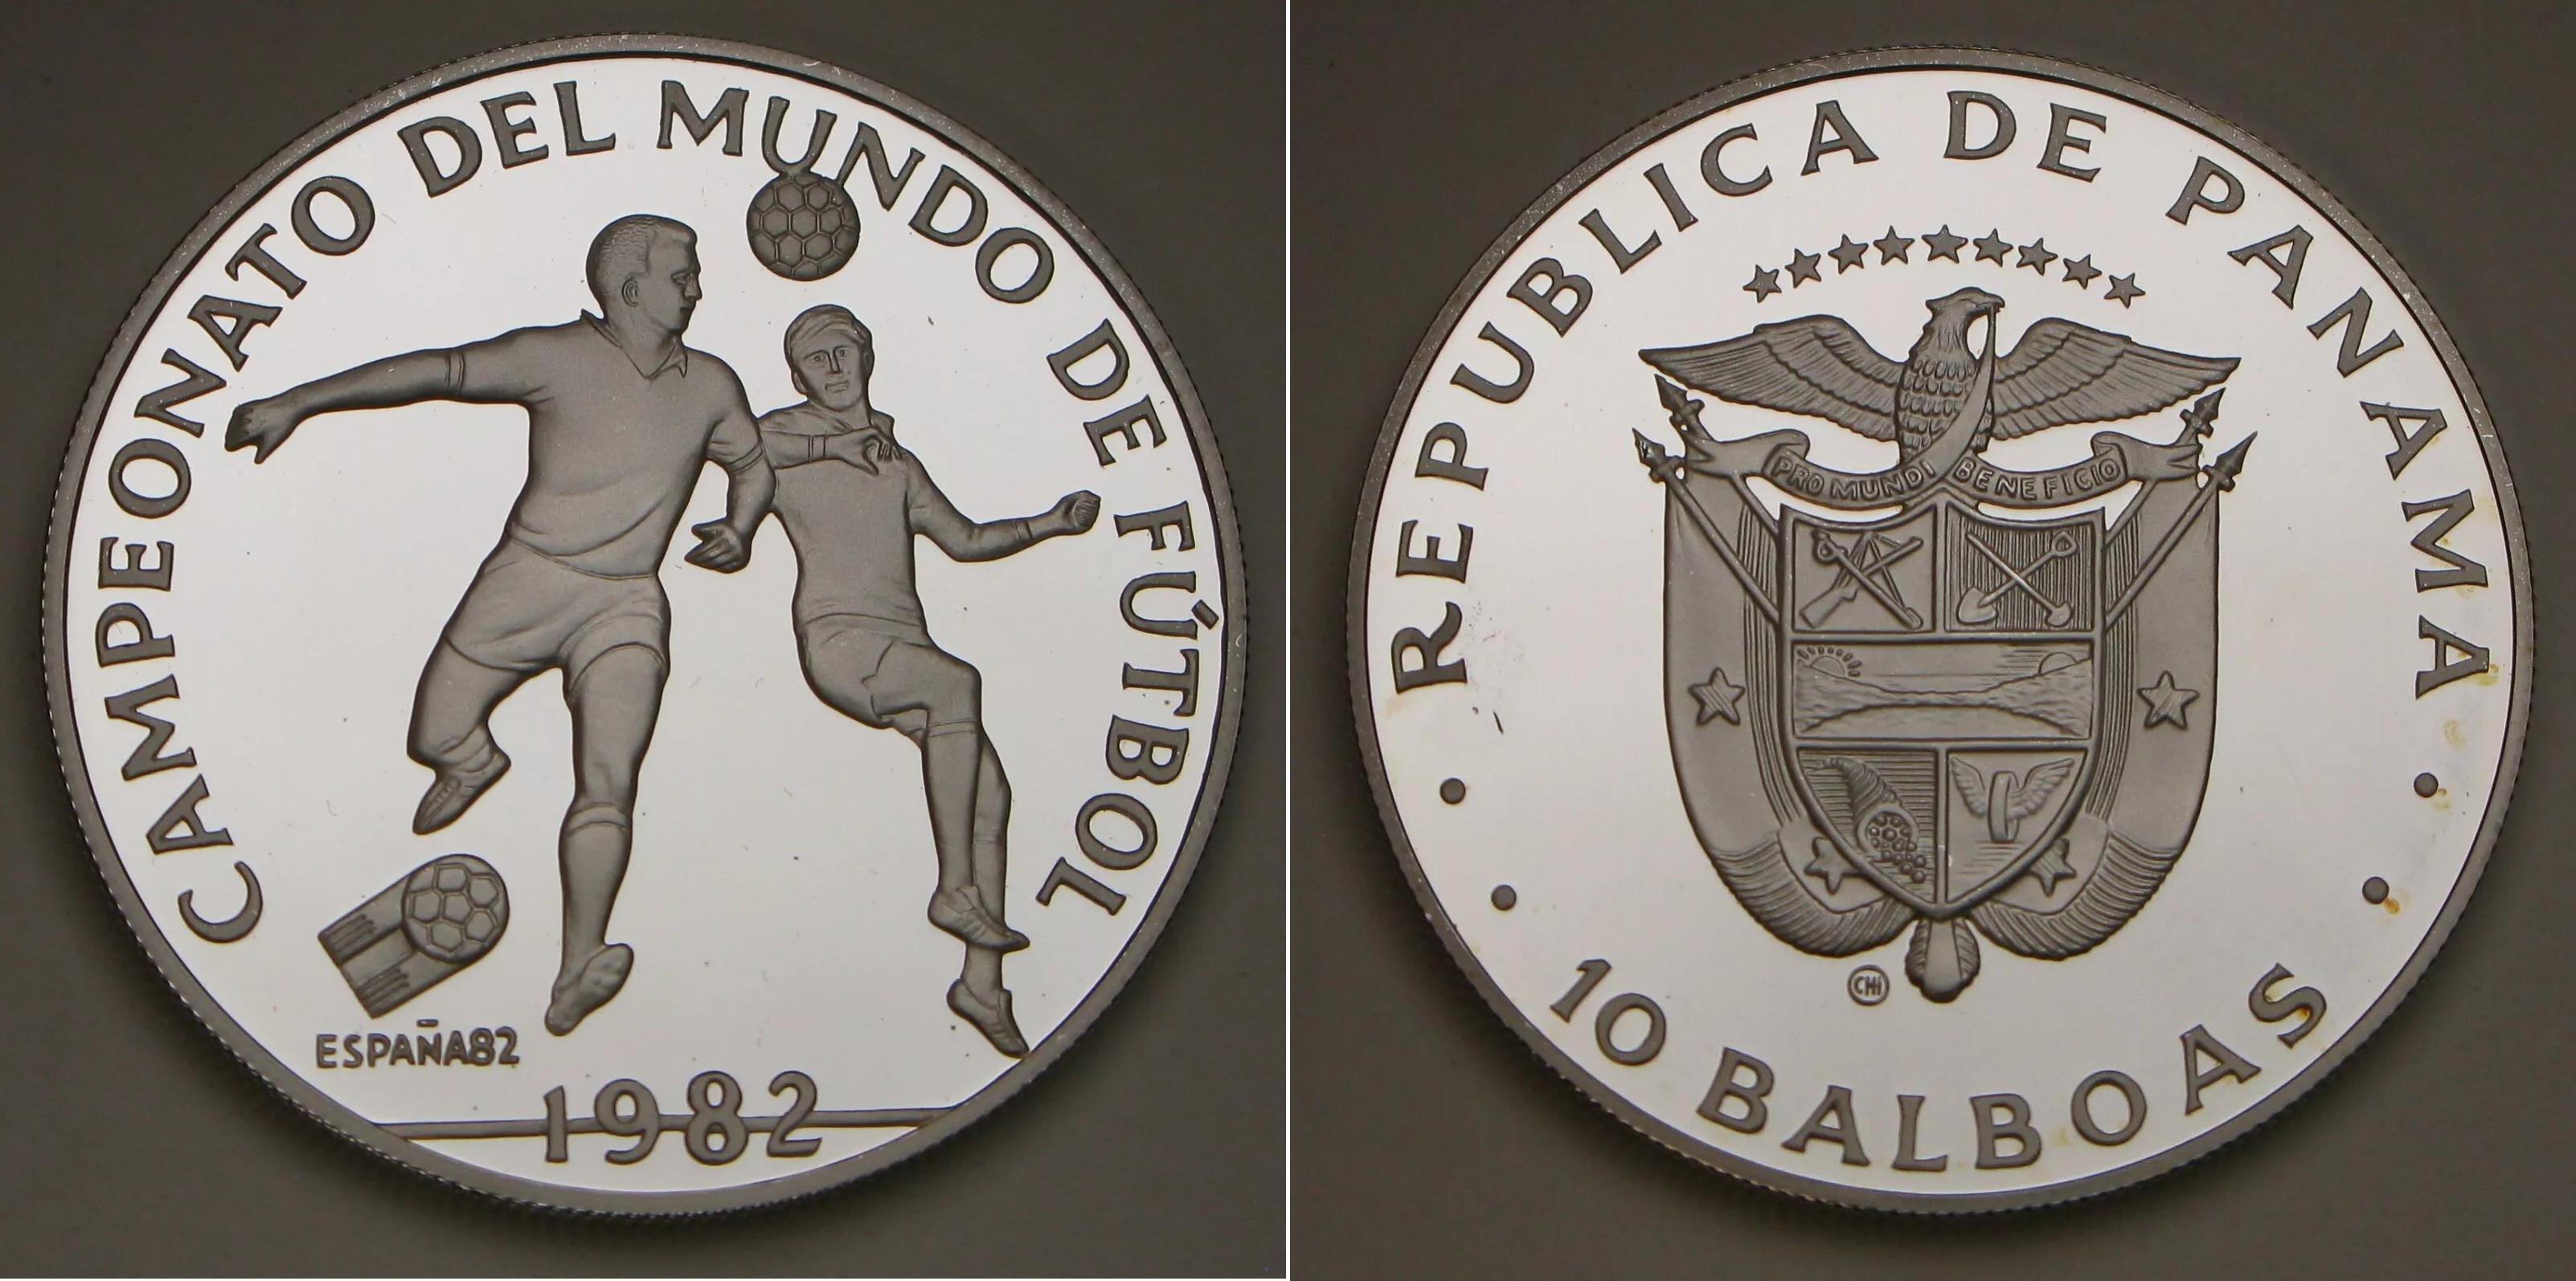 CAMPEONATO DEL MUNDO DE FÚTBOL
ESPAÑA82
1982
REPUBLICA DE PANAMA
PRO MUNDI BENEFICIO
CHI
10 BALBOAS